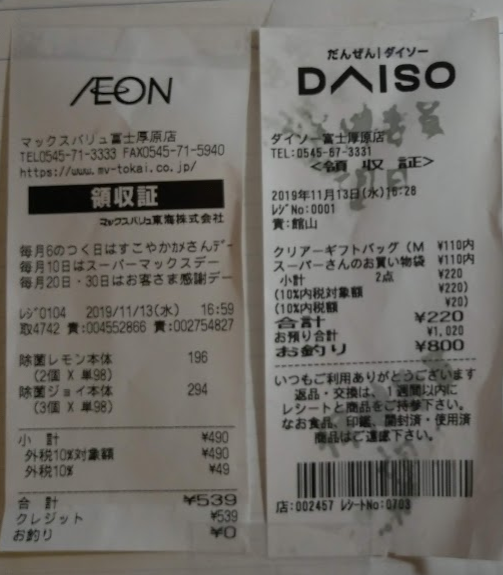 ÆON
マックスバリュ富士厚原店
TEL0545-71-3333 FAX0545-71-5940
https://www.mv-tokai.co.jp/
領収証
マックスバリュ東海株式会社
毎月6のつく日はすこやかカメさんデー
毎月10日はスーパーマックスデー
毎月20日・30日はお客さま感謝デー
レジ0104 2019/11/13(水) 16:59
取4742 責:004552866 責:002754827
除菌レモン本体 196
(2個 X 単98)
除菌ジョイ本体 294
(3個 X 単98)
小 計 ¥490
外税10%対象額 ¥490
外税10% ¥49
合 計 ¥539
クレジット ¥539
お釣り ¥0
だんぜん!ダイソー
DAISO
ダイソー富士厚原店
TEL:0545-67-3331
<領 収 証>
2019年11月13日(水)16:28
レジNo:0001
責:館山
クリアーギフトバッグ(M ¥110内
スーパーさんのお買い物袋 ¥110内
小計 2点 ¥220
(10%内税対象額 ¥220)
(10%内税額 ¥20)
合計 ¥220
お預り合計 ¥1,020
お釣り ¥800
いつもご利用ありがとうございます
返品・交換は、1週間以内に
レシートと商品をご持参下さい。
なお食品、印鑑、開封済・使用済
商品はご遠慮下さい。
店:002457 レシートNo:0703